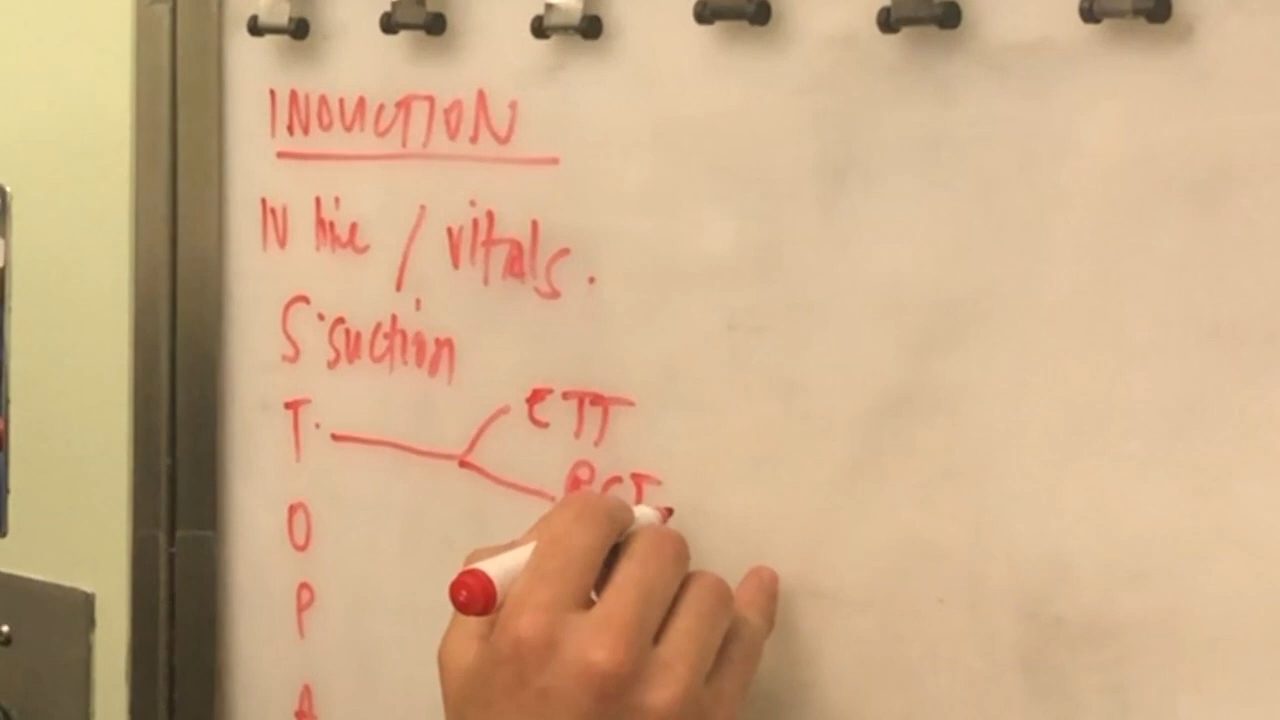 INDUCTION
IV line / vitals.
S. suction
T. ETT
O
P
A